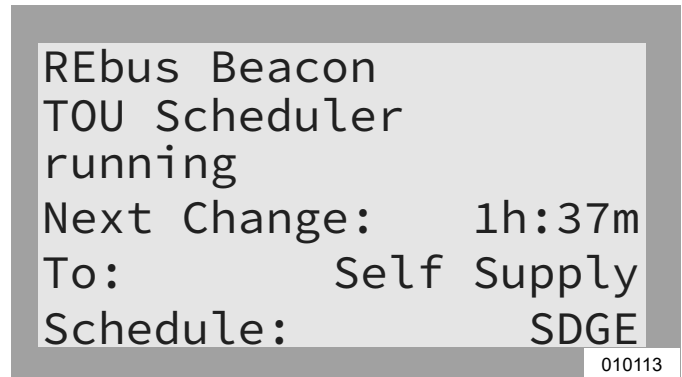 REbus Beacon
TOU Scheduler
running
Next Change: 1h:37m
To: Self Supply
Schedule: SDGE
010113